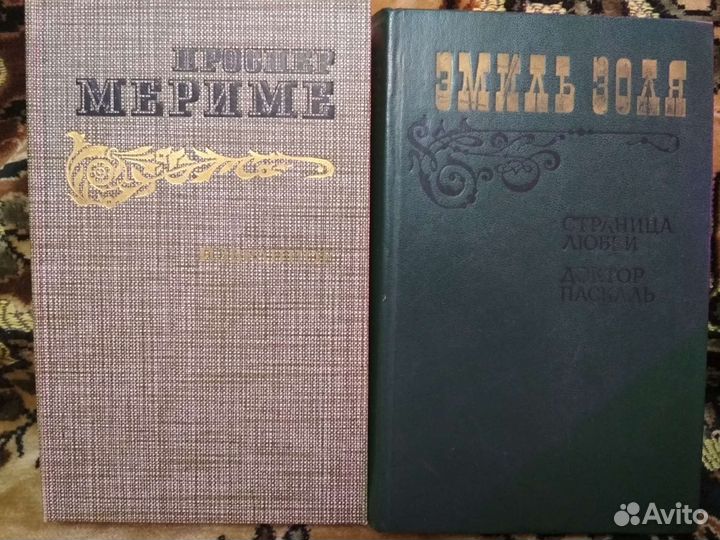 ПРОСПЕР
МЕРИМЕ
ЭМИЛЬ ЗОЛЯ
СТРАНИЦА
ЛЮБВИ
ДОКТОР
ПАСКАЛЬ
Avito